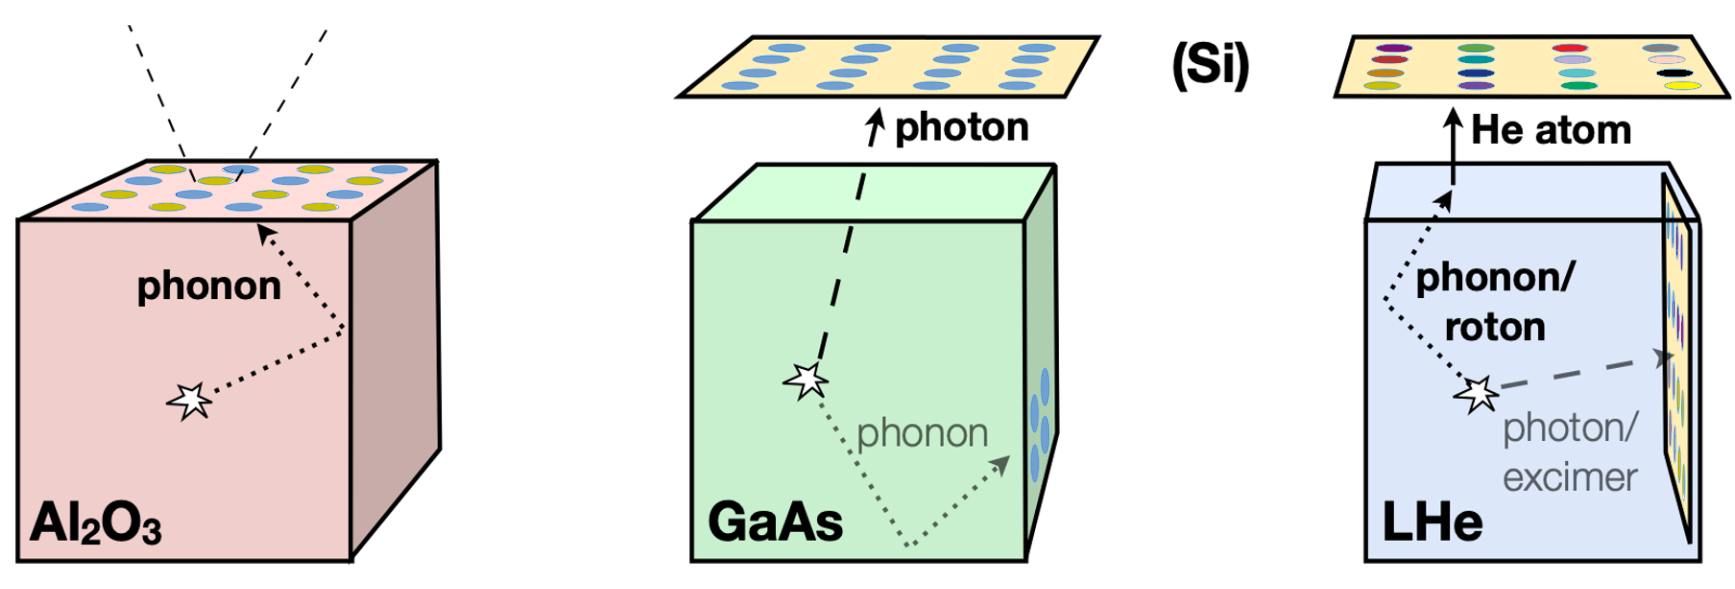 phonon
Al₂O₃
photon
phonon
GaAs
(Si)
He atom
phonon/
roton
photon/
excimer
LHe